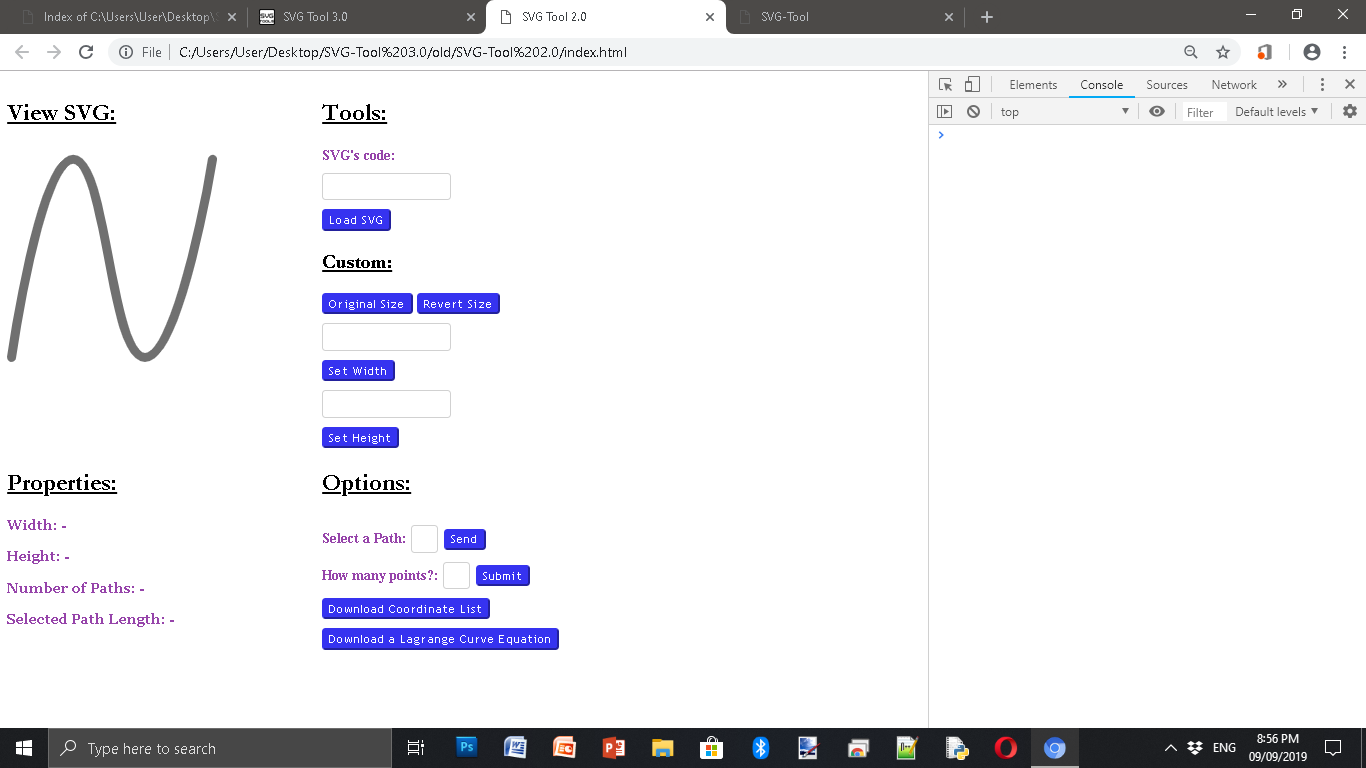 Index of C:\Users\User\Desktop\
SVG Tool 3.0
SVG Tool 2.0
SVG-Tool
File
C:/Users/User/Desktop/SVG-Tool%203.0/old/SVG-Tool%202.0/index.html
Elements
Console
Sources
Network
top
Filter
Default levels
View SVG:
Tools:
SVG's code:
Load SVG
Custom:
Original Size
Revert Size
Set Width
Set Height
Properties:
Width: -
Height: -
Number of Paths: -
Selected Path Length: -
Options:
Select a Path:
Send
How many points?:
Submit
Download Coordinate List
Download a Lagrange Curve Equation
Type here to search
ENG
8:56 PM
09/09/2019